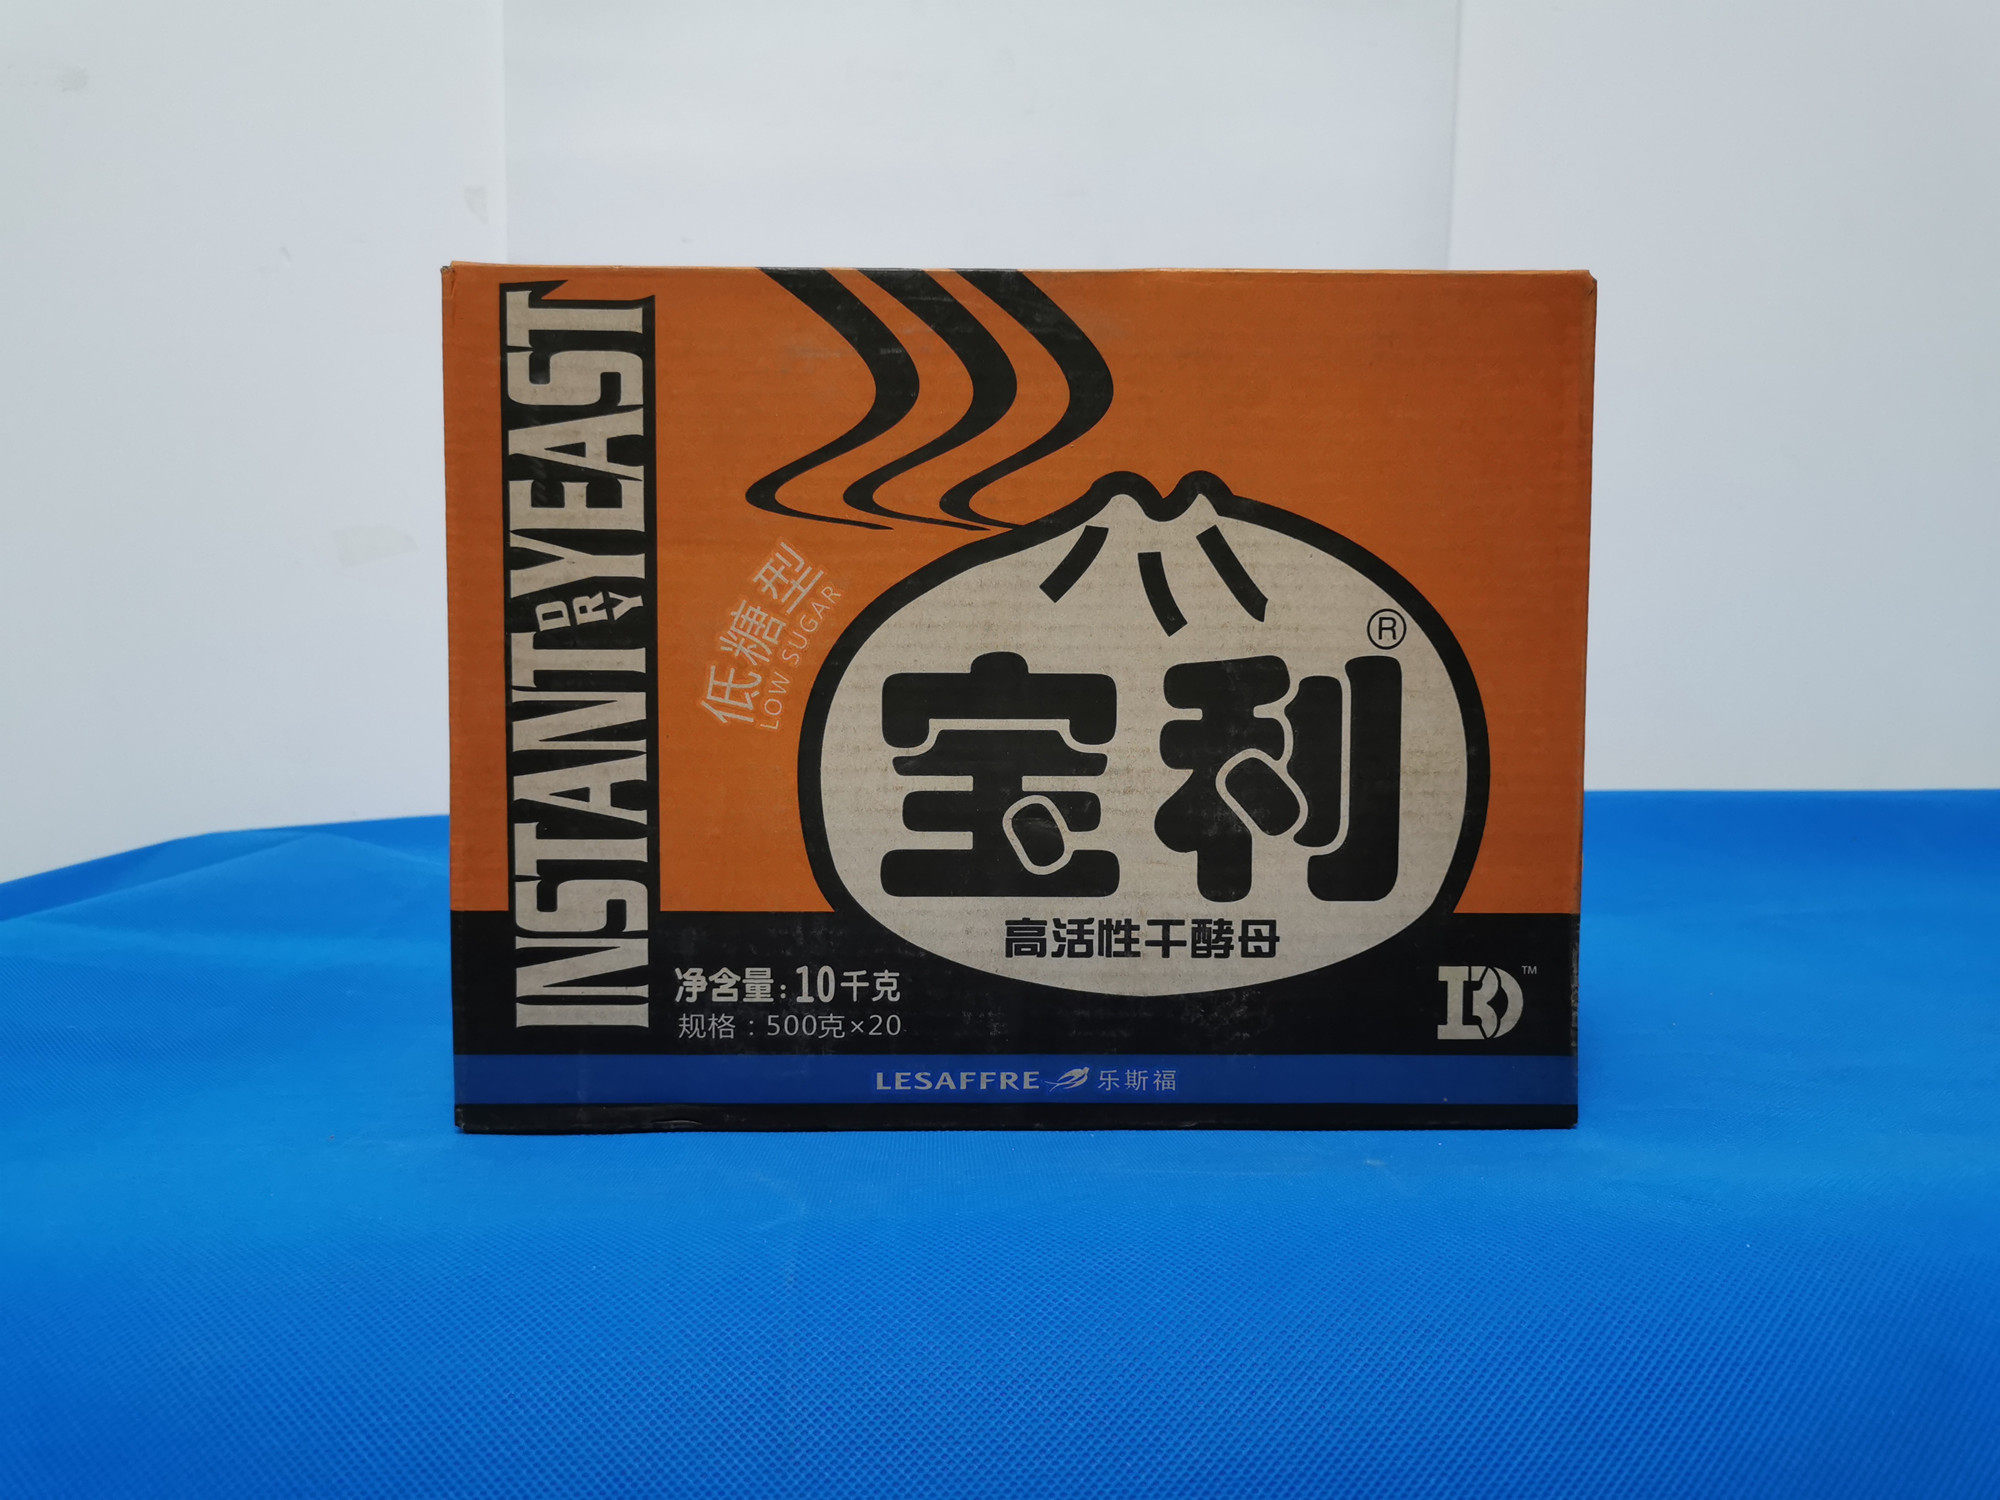 INSTANT DRY YEAST
低糖型
LOW SUGAR
宝利®
高活性干酵母
净含量:10千克
规格：500克×20
TM
LESAFFRE 乐斯福